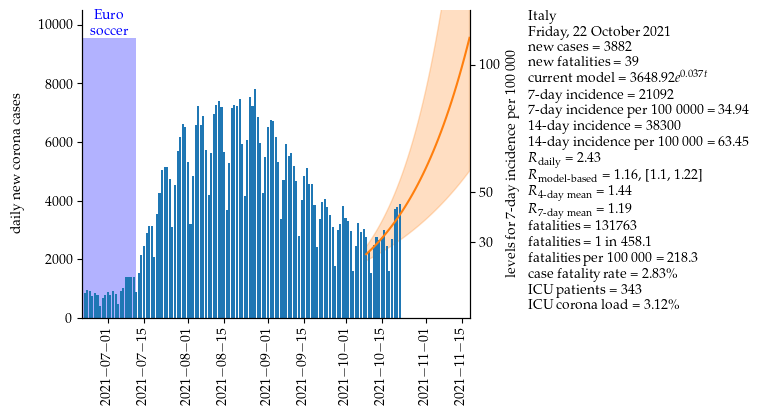 Euro
soccer
10000
8000
6000
4000
2000
0
daily new corona cases
100
50
30
levels for 7-day incidence per 100 000
2021−07−01
2021−07−15
2021−08−01
2021−08−15
2021−09−01
2021−09−15
2021−10−01
2021−10−15
2021−11−01
2021−11−15
Italy
Friday, 22 October 2021
new cases = 3882
new fatalities = 39
current model = 3648.92e^0.037t
7-day incidence = 21092
7-day incidence per 100 0000 = 34.94
14-day incidence = 38300
14-day incidence per 100 000 = 63.45
R_daily = 2.43
R_model-based = 1.16, [1.1, 1.22]
R_4-day mean = 1.44
R_7-day mean = 1.19
fatalities = 131763
fatalities = 1 in 458.1
fatalities per 100 000 = 218.3
case fatality rate = 2.83%
ICU patients = 343
ICU corona load = 3.12%